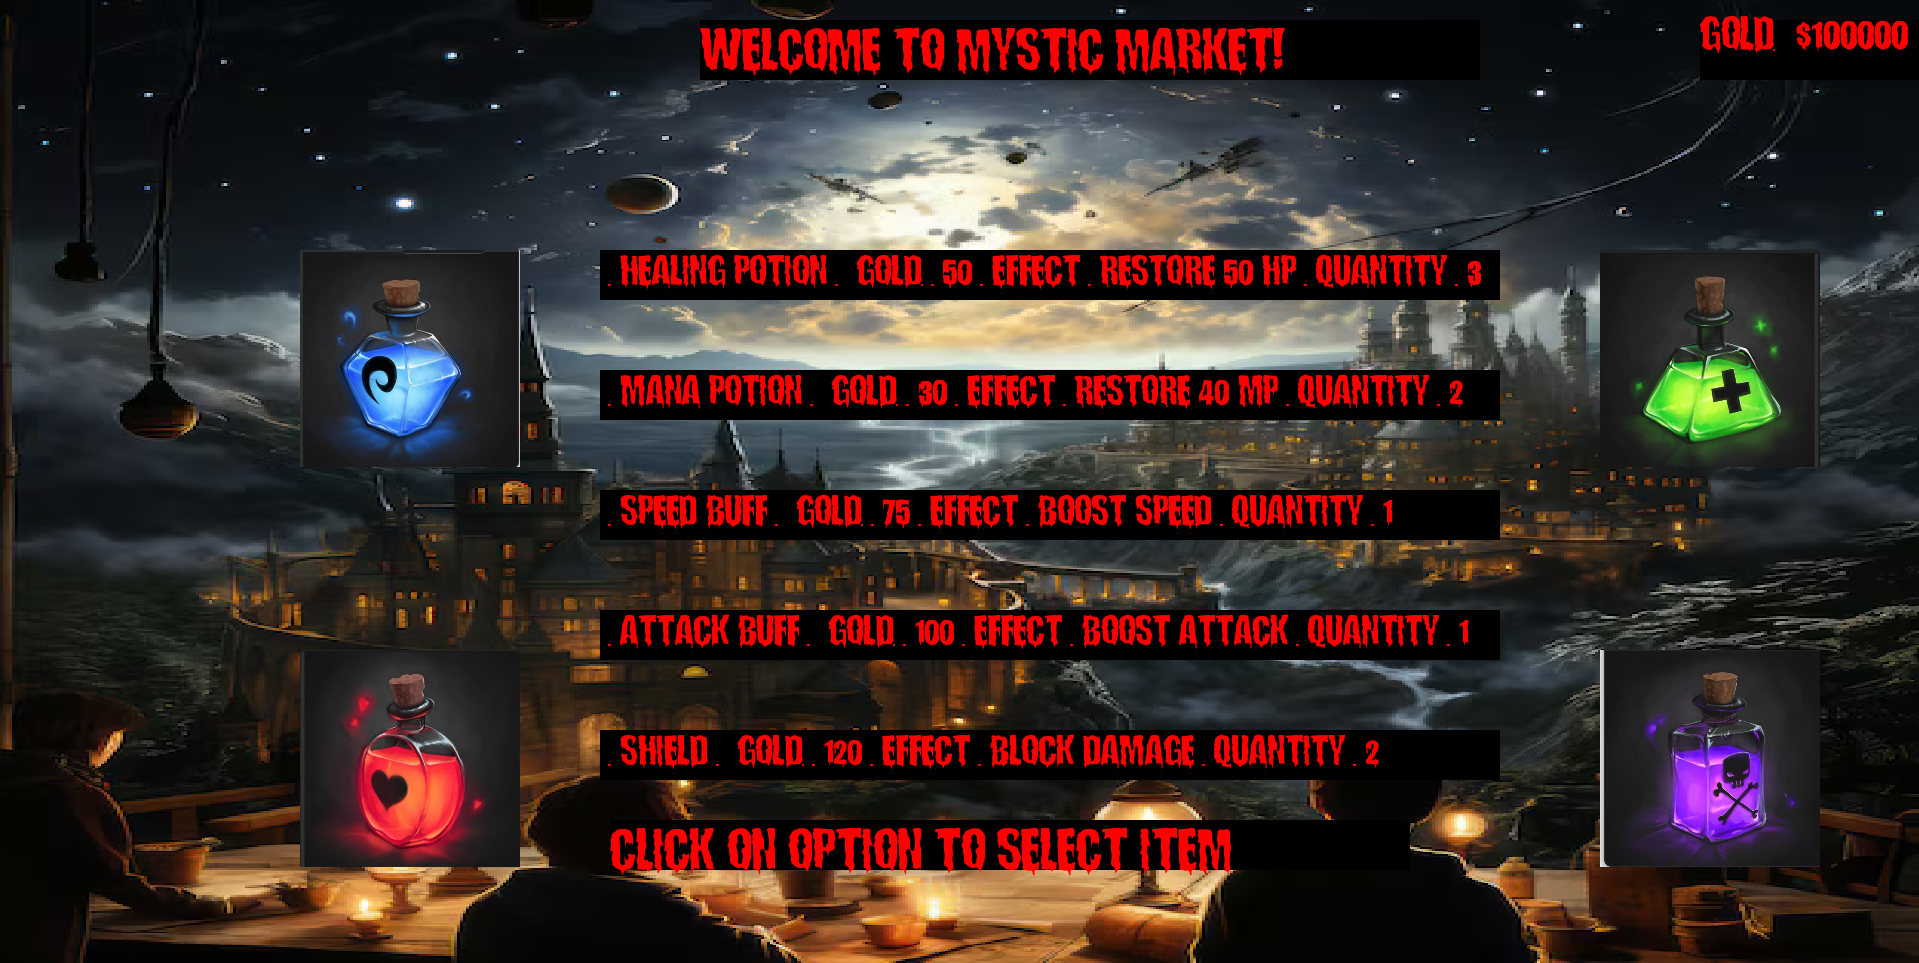 WELCOME TO MYSTIC MARKET!
GOLD $100000
. HEALING POTION . GOLD . . 50 . EFFECT . RESTORE 50 HP . QUANTITY . 3
. MANA POTION . GOLD . . 30 . EFFECT . RESTORE 40 MP . QUANTITY . 2
. SPEED BUFF . GOLD . . 75 . EFFECT . BOOST SPEED . QUANTITY . 1
. ATTACK BUFF . GOLD . . 100 . EFFECT . BOOST ATTACK . QUANTITY . 1
. SHIELD . GOLD . . 120 . EFFECT . BLOCK DAMAGE . QUANTITY . 2
CLICK ON OPTION TO SELECT ITEM